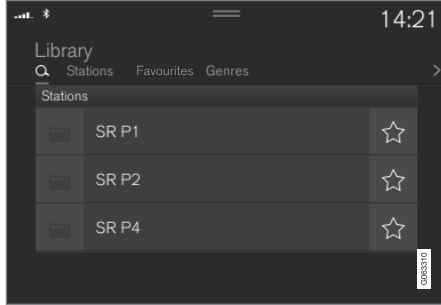 14:21
Library
Stations Favourites Genres
Stations
SR P1
SR P2
SR P4
G063310